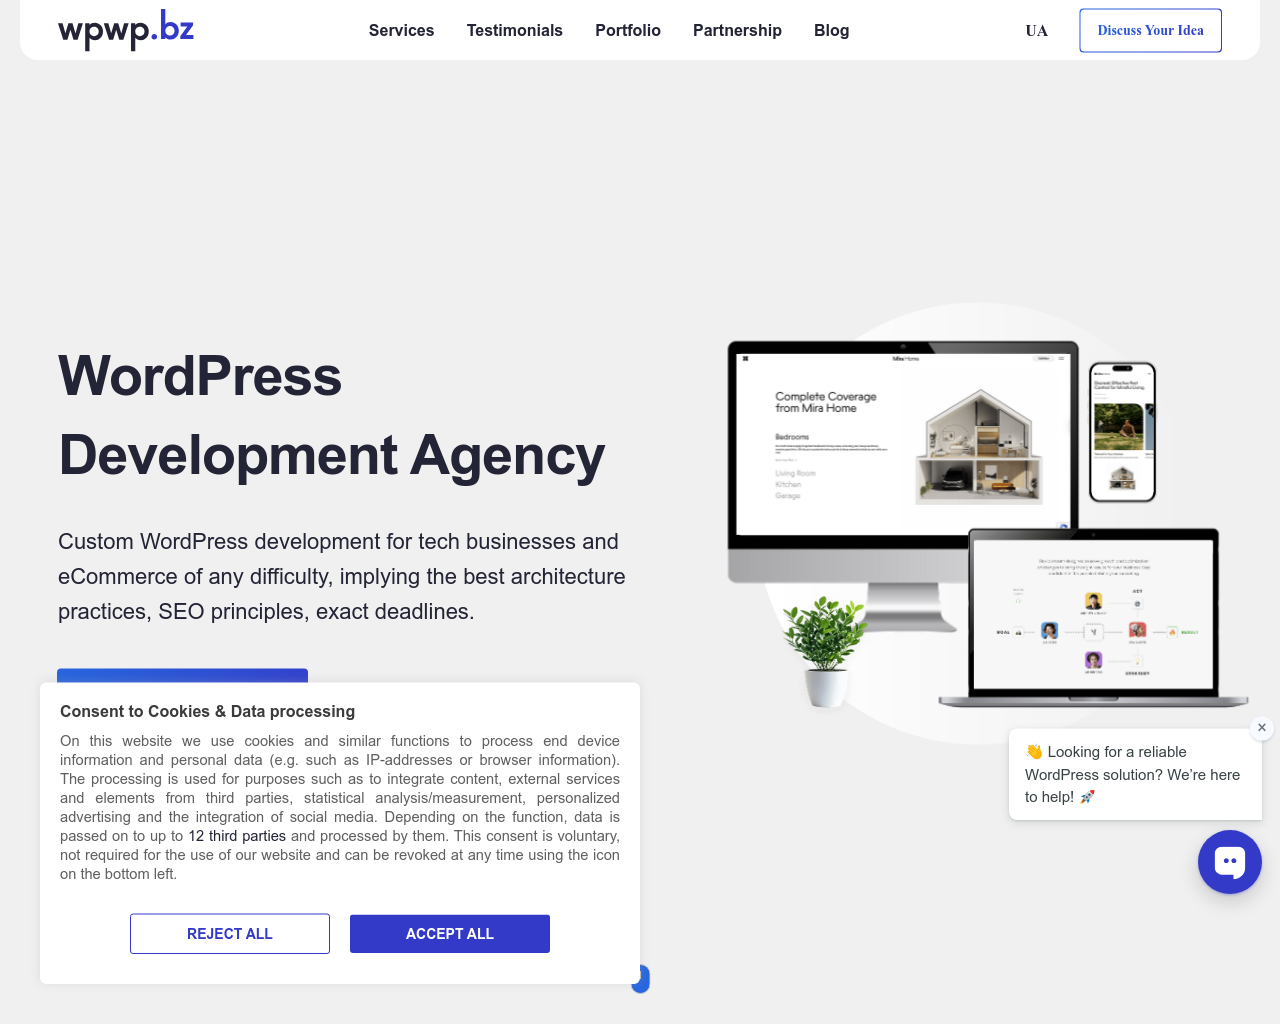 wpwp.bz
Services
Testimonials
Portfolio
Partnership
Blog
UA
Discuss Your Idea
WordPress
Development Agency
Custom WordPress development for tech businesses and
eCommerce of any difficulty, implying the best architecture
practices, SEO principles, exact deadlines.
Mira Home
Complete Coverage
from Mira Home
Bedrooms
Living Room
Kitchen
Garage
Consent to Cookies & Data processing
On this website we use cookies and similar functions to process end device
information and personal data (e.g. such as IP-addresses or browser information).
The processing is used for purposes such as to integrate content, external services
and elements from third parties, statistical analysis/measurement, personalized
advertising and the integration of social media. Depending on the function, data is
passed on to up to 12 third parties and processed by them. This consent is voluntary,
not required for the use of our website and can be revoked at any time using the icon
on the bottom left.
REJECT ALL
ACCEPT ALL
👋 Looking for a reliable
WordPress solution? We're here
to help! 🚀